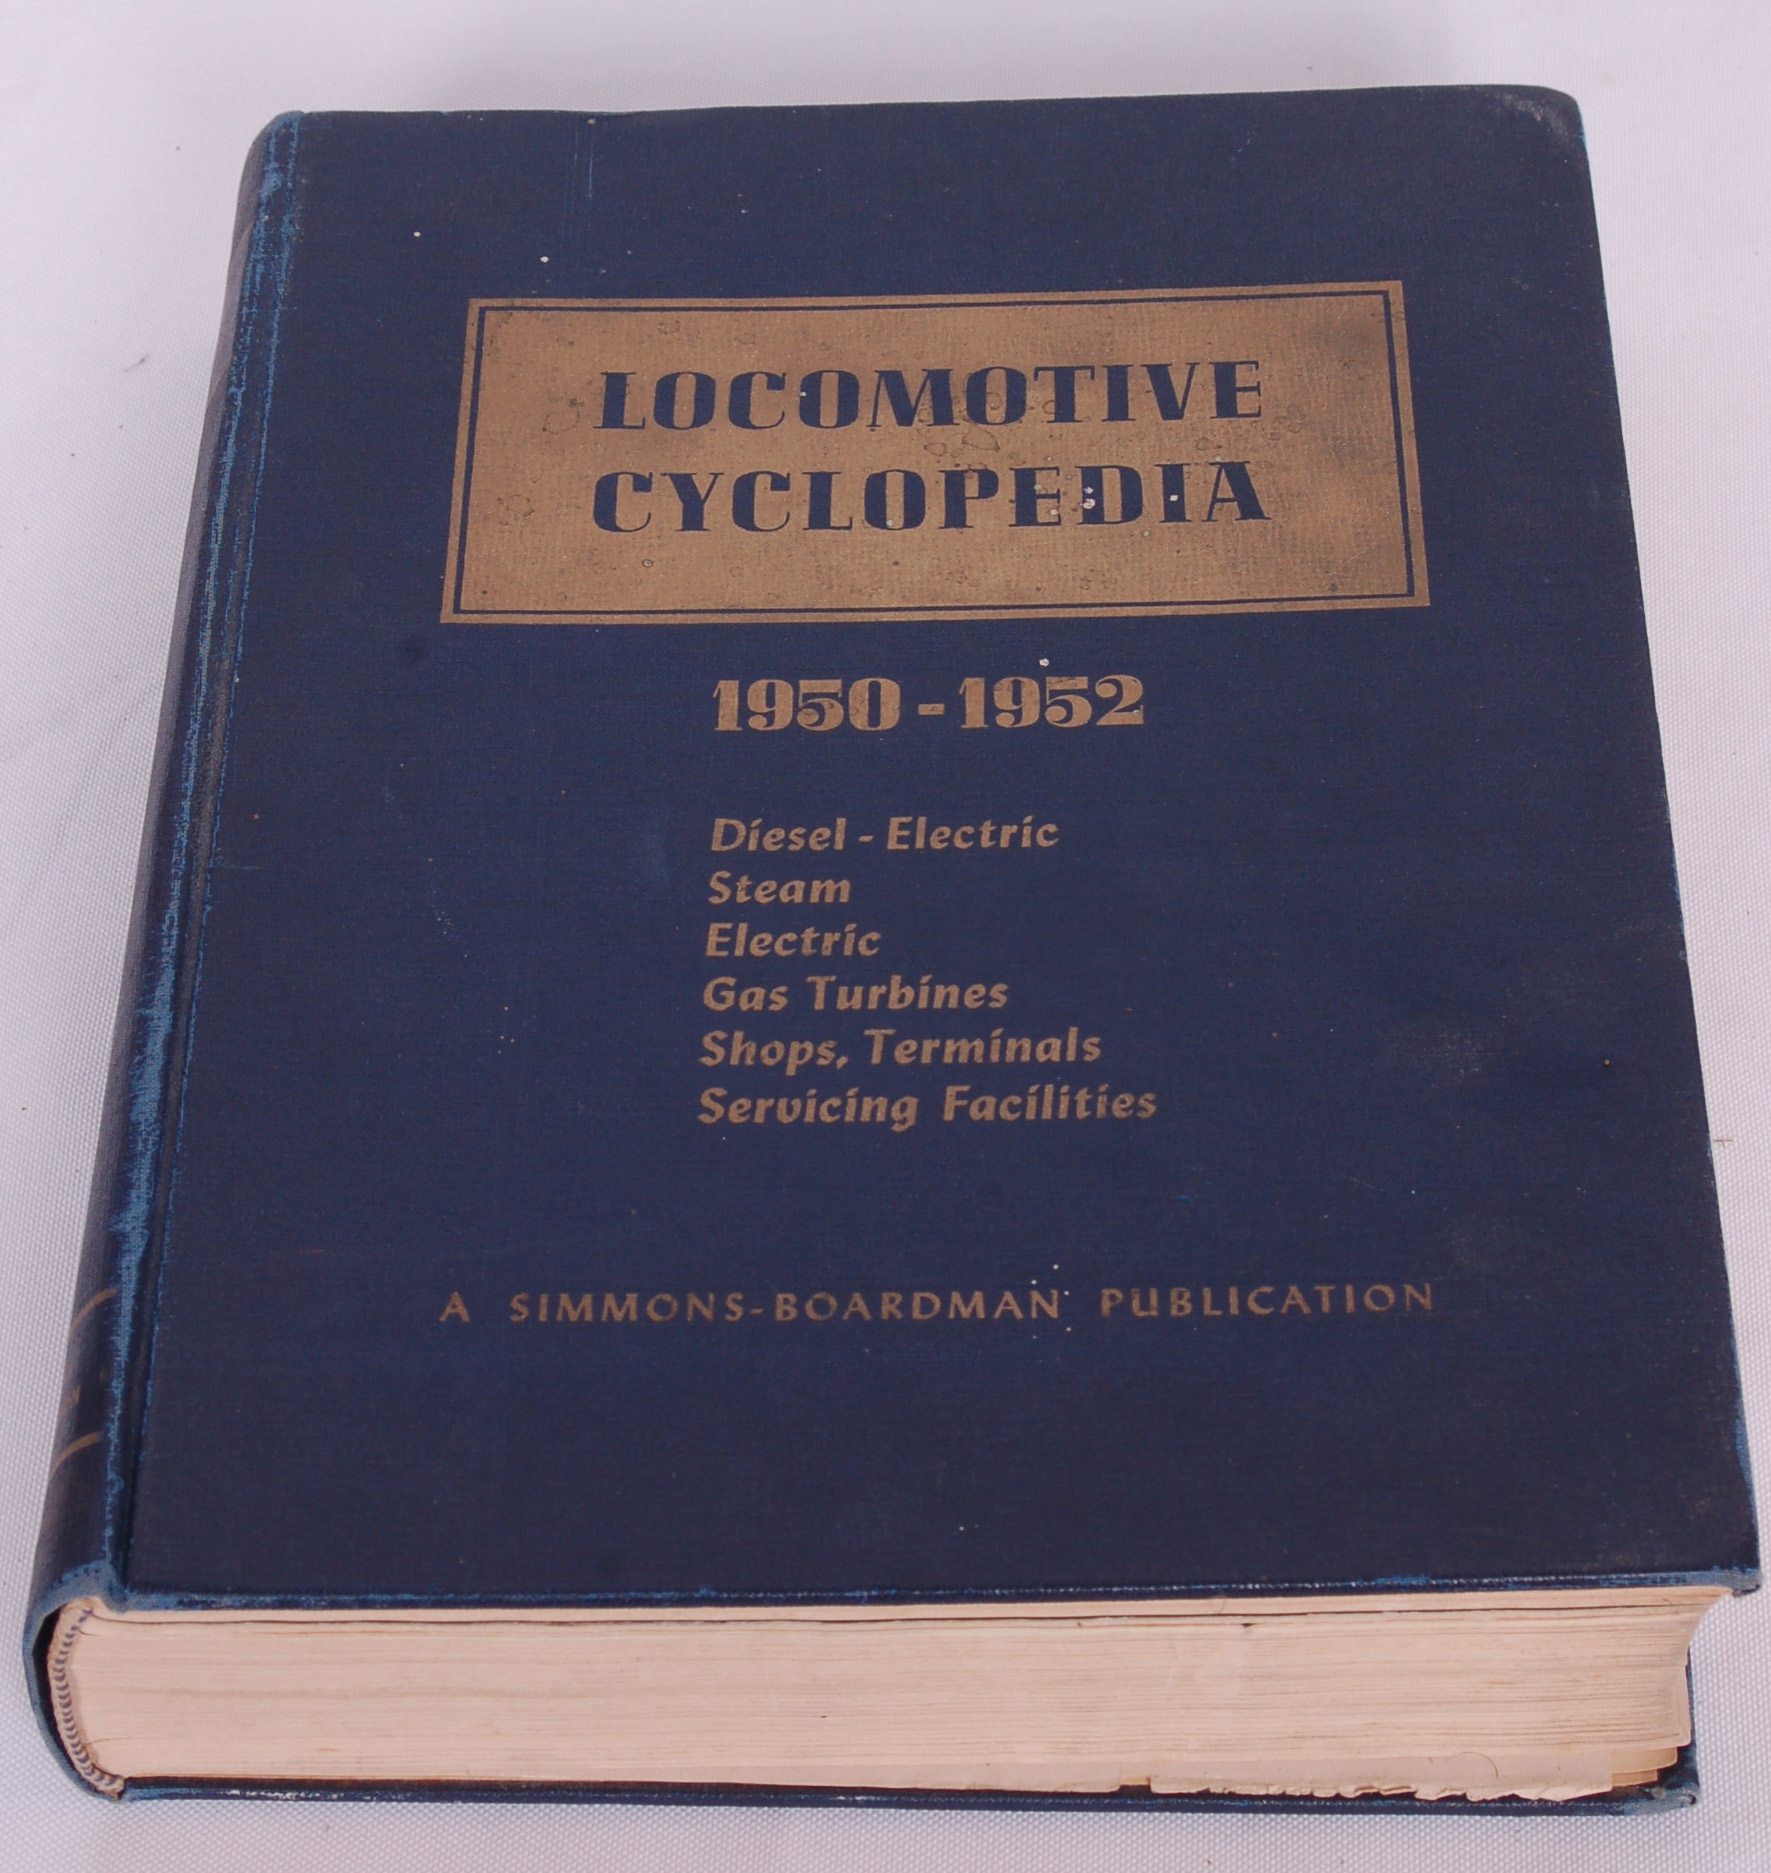 LOCOMOTIVE
CYCLOPEDIA
1950-1952
Diesel-Electric
Steam
Electric
Gas Turbines
Shops, Terminals
Servicing Facilities
A SIMMONS-BOARDMAN PUBLICATION